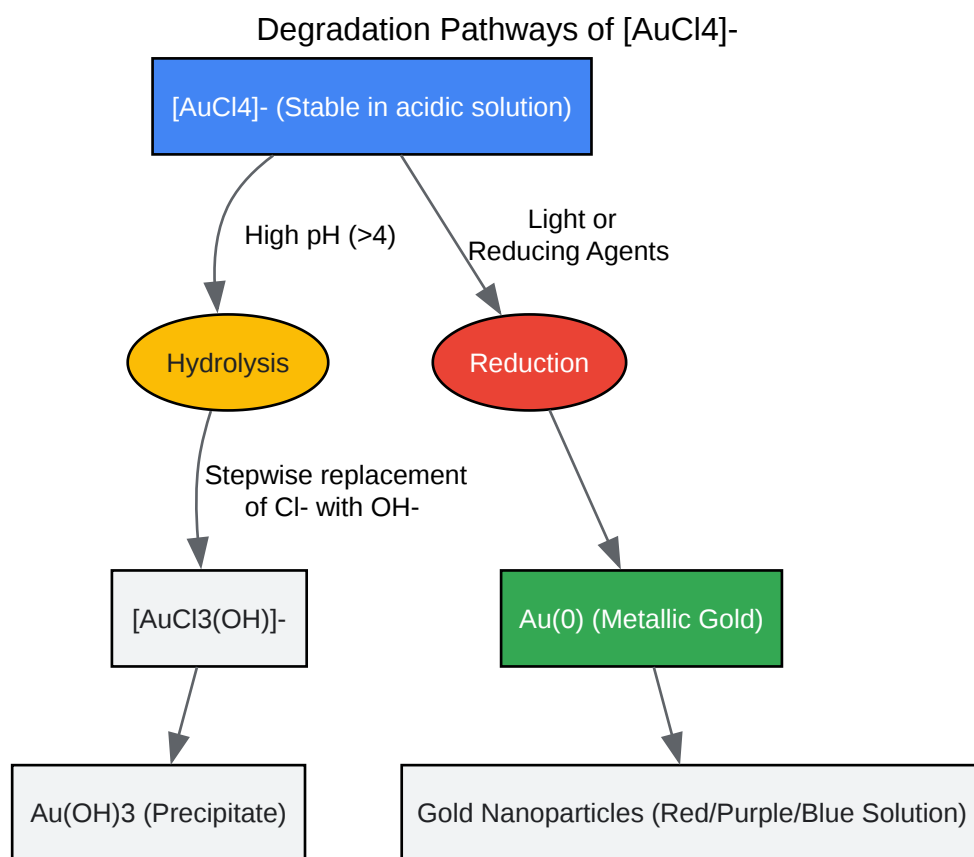 Degradation Pathways of [AuCl4]-
[AuCl4]- (Stable in acidic solution)
High pH (>4)
Light or
Reducing Agents
Hydrolysis
Reduction
Stepwise replacement
of Cl- with OH-
[AuCl3(OH)]-
Au(0) (Metallic Gold)
Au(OH)3 (Precipitate)
Gold Nanoparticles (Red/Purple/Blue Solution)